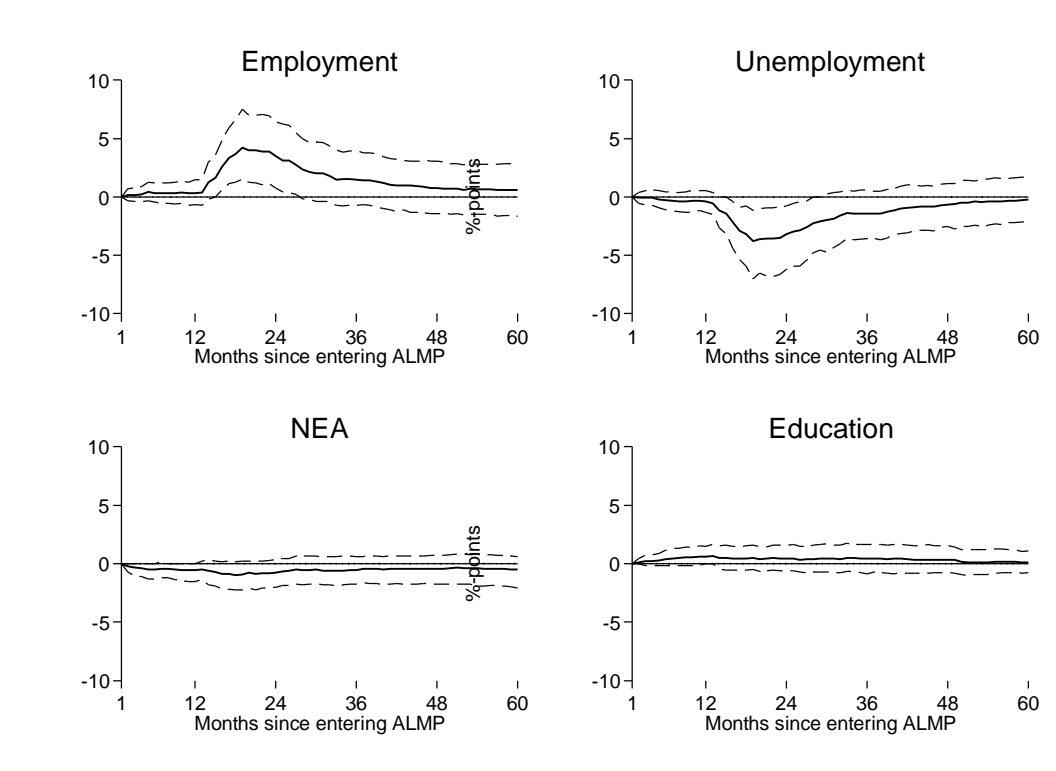 Employment
10
5
0
-5
-10
1 12 24 36 48 60
Months since entering ALMP
%-points
Unemployment
10
5
0
-5
-10
1 12 24 36 48 60
Months since entering ALMP
NEA
10
5
0
-5
-10
1 12 24 36 48 60
Months since entering ALMP
%-points
Education
10
5
0
-5
-10
1 12 24 36 48 60
Months since entering ALMP